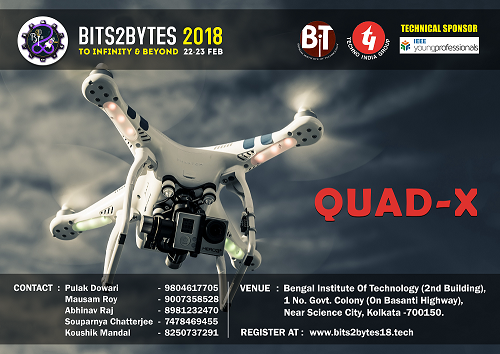 BITS2BYTES 2018
TO INFINITY & BEYOND 22-23 FEB
BIT
TECHNO INDIA GROUP
TECHNICAL SPONSOR
IEEE
youngprofessionals
QUAD-X
CONTACT : Pulak Dowari - 9804617705
Mausam Roy - 9007358528
Abhinav Raj - 8981232470
Souparnya Chatterjee - 7478469455
Koushik Mandal - 8250737291
VENUE : Bengal Institute Of Technology (2nd Building),
1 No. Govt. Colony (On Basanti Highway),
Near Science City, Kolkata -700150.
REGISTER AT : www.bits2bytes18.tech